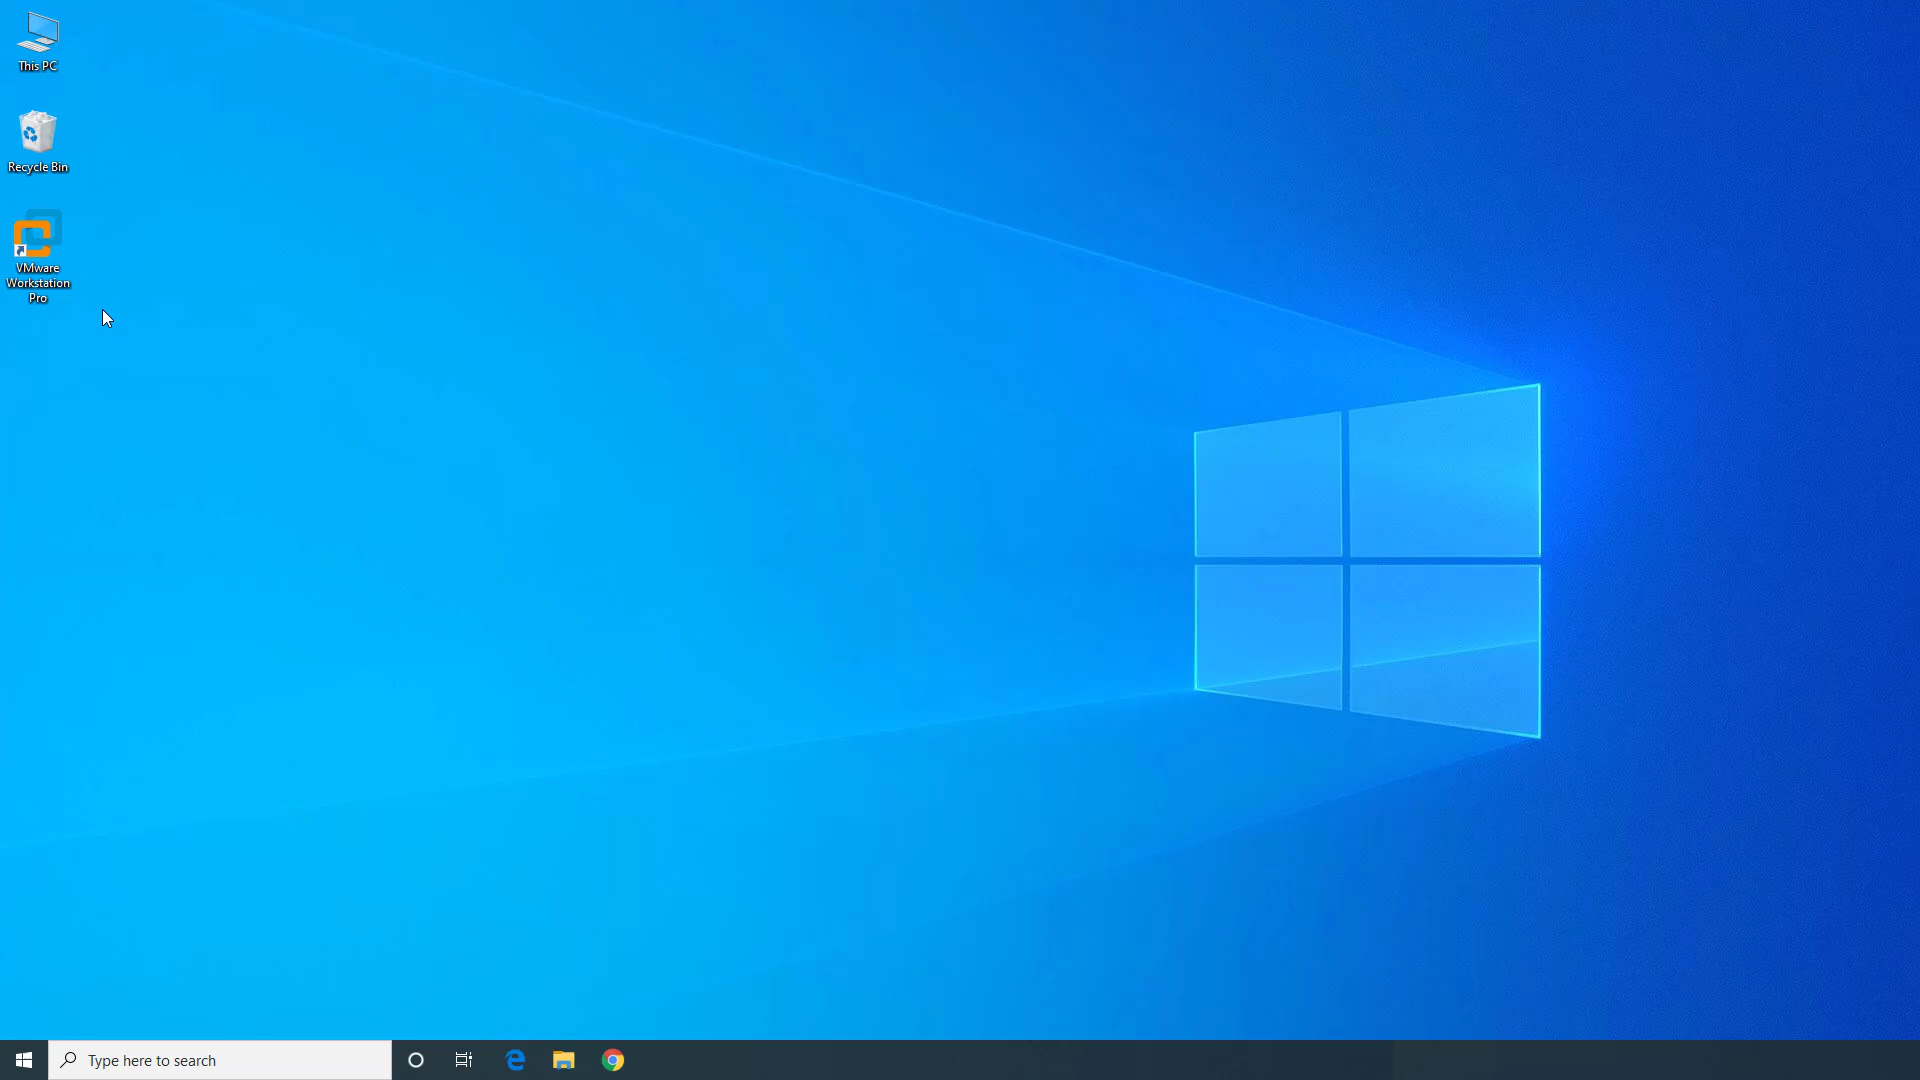 This PC
Recycle Bin
VMware
Workstation
Pro
Type here to search